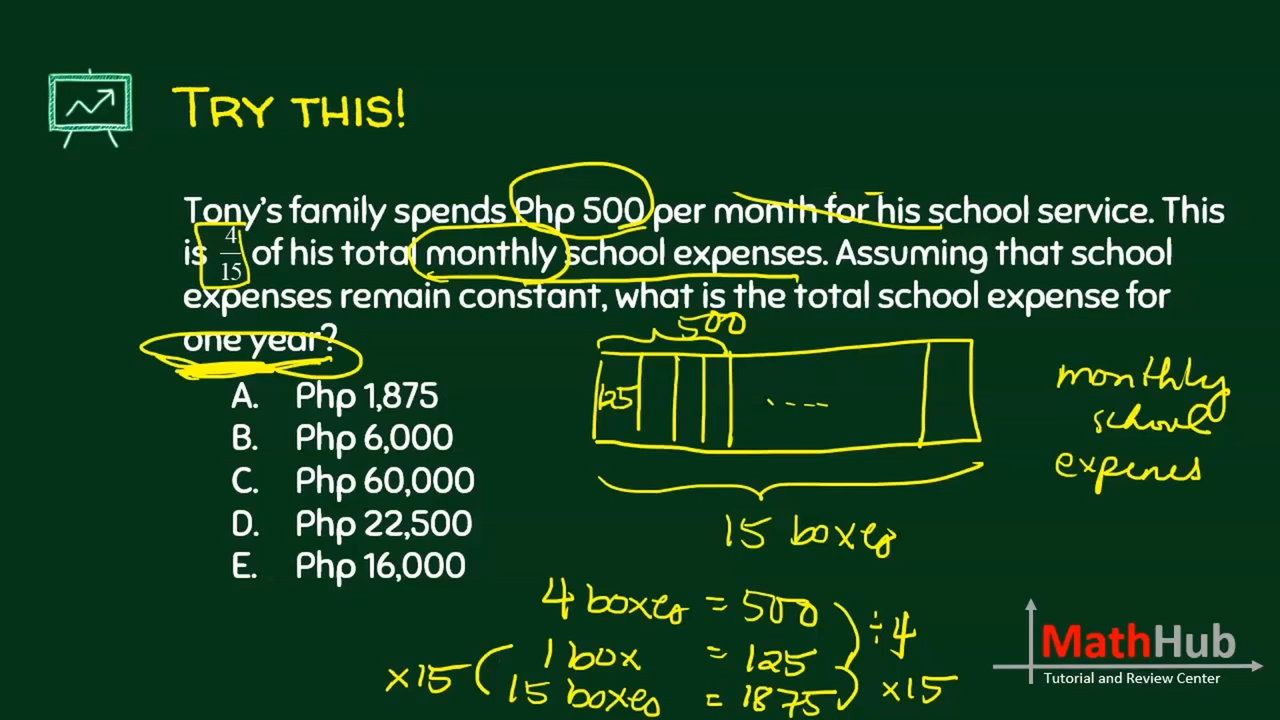 TRY THIS!
Tony's family spends Php 500 per month for his school service. This
is 4/15 of his total monthly school expenses. Assuming that school
expenses remain constant, what is the total school expense for
one year?
A. Php 1,875
B. Php 6,000
C. Php 60,000
D. Php 22,500
E. Php 16,000
500
125 ....
monthly
school
expenes
15 boxes
4 boxes = 500
÷4
1 box = 125
x15 15 boxes = 1875 x15
MathHub
Tutorial and Review Center